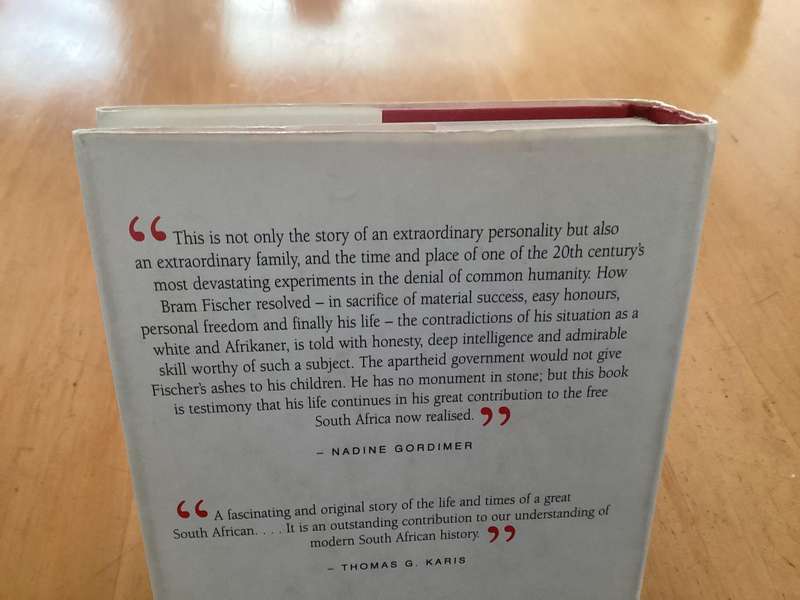 “ This is not only the story of an extraordinary personality but also
an extraordinary family, and the time and place of one of the 20th century's
most devastating experiments in the denial of common humanity. How
Bram Fischer resolved – in sacrifice of material success, easy honours,
personal freedom and finally his life – the contradictions of his situation as a
white and Afrikaner, is told with honesty, deep intelligence and admirable
skill worthy of such a subject. The apartheid government would not give
Fischer's ashes to his children. He has no monument in stone; but this book
is testimony that his life continues in his great contribution to the free
South Africa now realised. ”
– NADINE GORDIMER
“ A fascinating and original story of the life and times of a great
South African. . . . It is an outstanding contribution to our understanding of
modern South African history. ”
– THOMAS G. KARIS